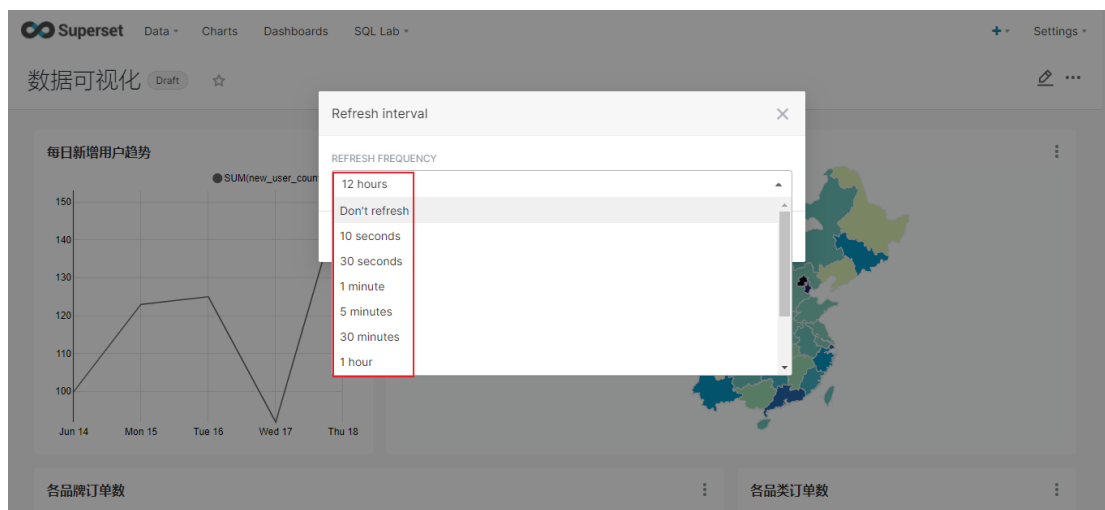 Superset Data Charts Dashboards SQL Lab + Settings
数据可视化 Draft
Refresh interval
每日新增用户趋势
REFRESH FREQUENCY
SUM(new_user_coun
12 hours
Don't refresh
10 seconds
30 seconds
1 minute
5 minutes
30 minutes
1 hour
150
140
130
120
110
100
Jun 14 Mon 15 Tue 16 Wed 17 Thu 18
各品牌订单数
各品类订单数